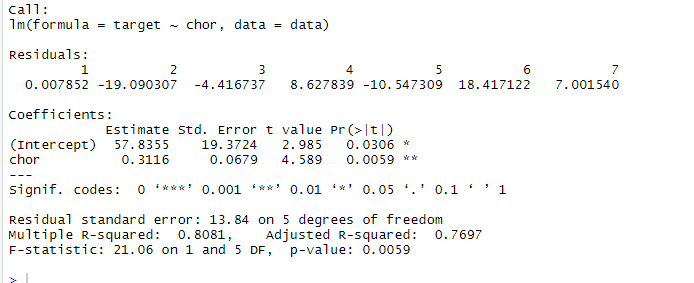 Call:
lm(formula = target ~ chor, data = data)
Residuals:
1 2 3 4 5 6 7
0.007852 -19.090307 -4.416737 8.627839 -10.547309 18.417122 7.001540
Coefficients:
Estimate Std. Error t value Pr(>|t|)
(Intercept) 57.8355 19.3724 2.985 0.0306 *
chor 0.3116 0.0679 4.589 0.0059 **
---
Signif. codes: 0 ‘***’ 0.001 ‘**’ 0.01 ‘*’ 0.05 ‘.’ 0.1 ‘ ’ 1
Residual standard error: 13.84 on 5 degrees of freedom
Multiple R-squared: 0.8081, Adjusted R-squared: 0.7697
F-statistic: 21.06 on 1 and 5 DF, p-value: 0.0059
>